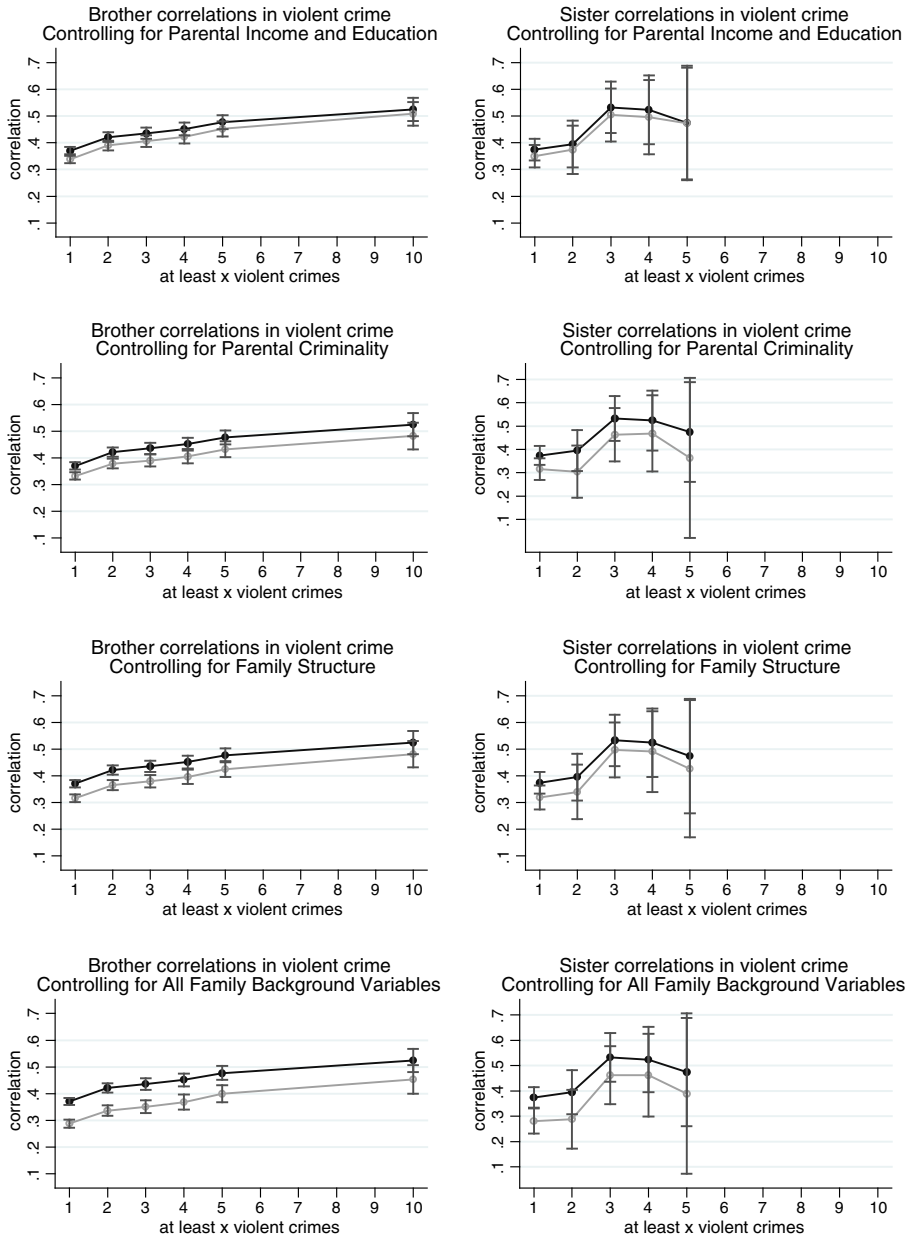 Brother correlations in violent crime
Controlling for Parental Income and Education
correlation
.7
.6
.5
.4
.3
.2
.1
1 2 3 4 5 6 7 8 9 10
at least x violent crimes
Sister correlations in violent crime
Controlling for Parental Income and Education
correlation
.7
.6
.5
.4
.3
.2
.1
1 2 3 4 5 6 7 8 9 10
at least x violent crimes
Brother correlations in violent crime
Controlling for Parental Criminality
correlation
.7
.6
.5
.4
.3
.2
.1
1 2 3 4 5 6 7 8 9 10
at least x violent crimes
Sister correlations in violent crime
Controlling for Parental Criminality
correlation
.7
.6
.5
.4
.3
.2
.1
1 2 3 4 5 6 7 8 9 10
at least x violent crimes
Brother correlations in violent crime
Controlling for Family Structure
correlation
.7
.6
.5
.4
.3
.2
.1
1 2 3 4 5 6 7 8 9 10
at least x violent crimes
Sister correlations in violent crime
Controlling for Family Structure
correlation
.7
.6
.5
.4
.3
.2
.1
1 2 3 4 5 6 7 8 9 10
at least x violent crimes
Brother correlations in violent crime
Controlling for All Family Background Variables
correlation
.7
.6
.5
.4
.3
.2
.1
1 2 3 4 5 6 7 8 9 10
at least x violent crimes
Sister correlations in violent crime
Controlling for All Family Background Variables
correlation
.7
.6
.5
.4
.3
.2
.1
1 2 3 4 5 6 7 8 9 10
at least x violent crimes